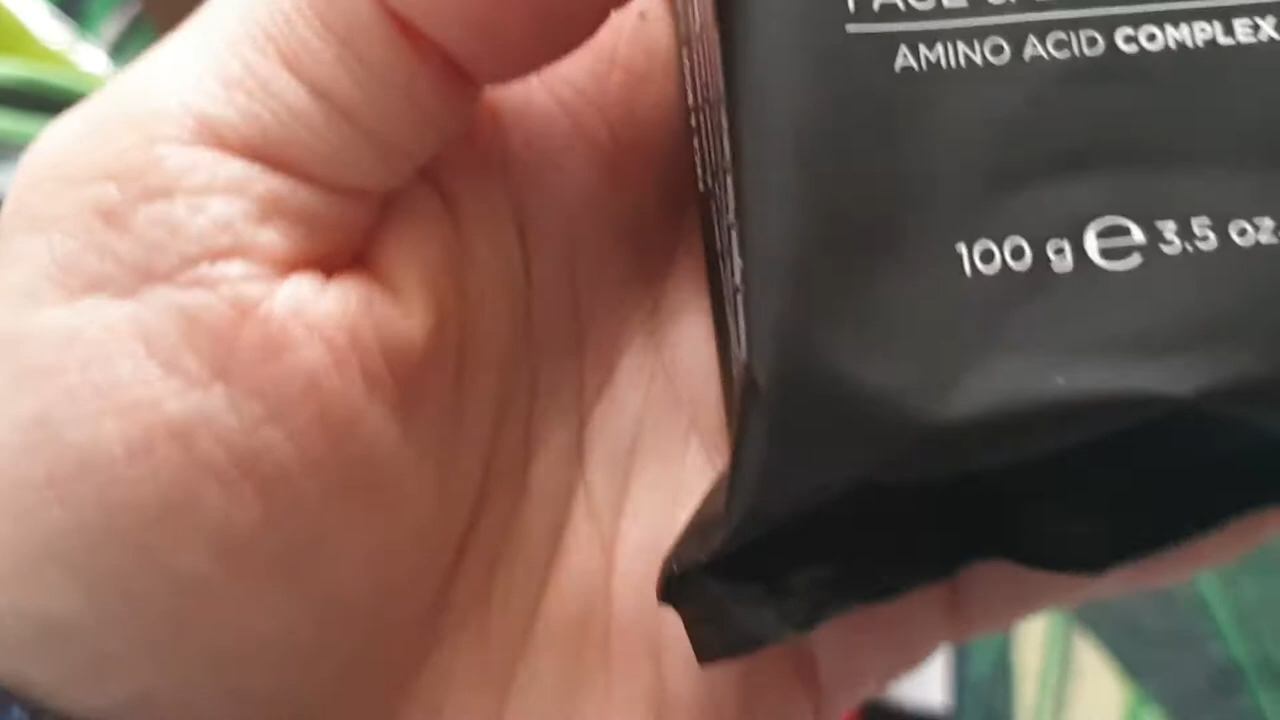 AMINO ACID COMPLEX
100 g ℮ 3.5 oz.